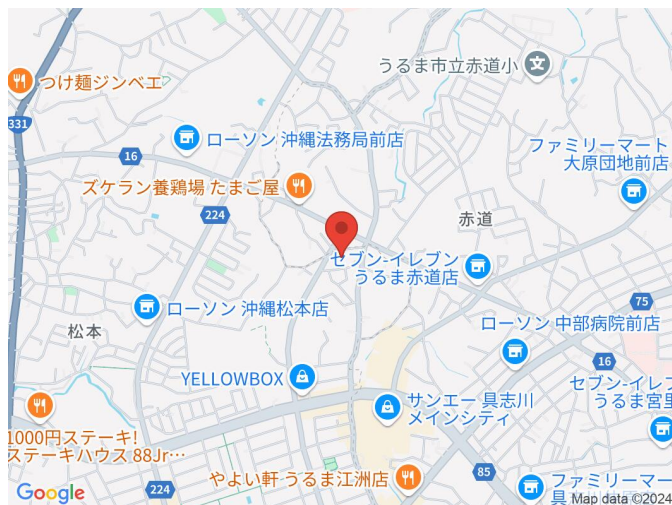 うるま市立赤道小
つけ麺ジンベエ
331
ローソン 沖縄法務局前店
16
ファミリーマート
大原団地前店
ズケラン養鶏場 たまご屋
224
赤道
セブン-イレブン
うるま赤道店
ローソン 沖縄松本店
75
松本
ローソン 中部病院前店
16
YELLOWBOX
セブン-イレブ
うるま宮里
サンエー 具志川
メインシティ
1000円ステーキ!
ステーキハウス 88Jr…
やよい軒 うるま江洲店
85
224
ファミリーマート
Google
Map data ©2024